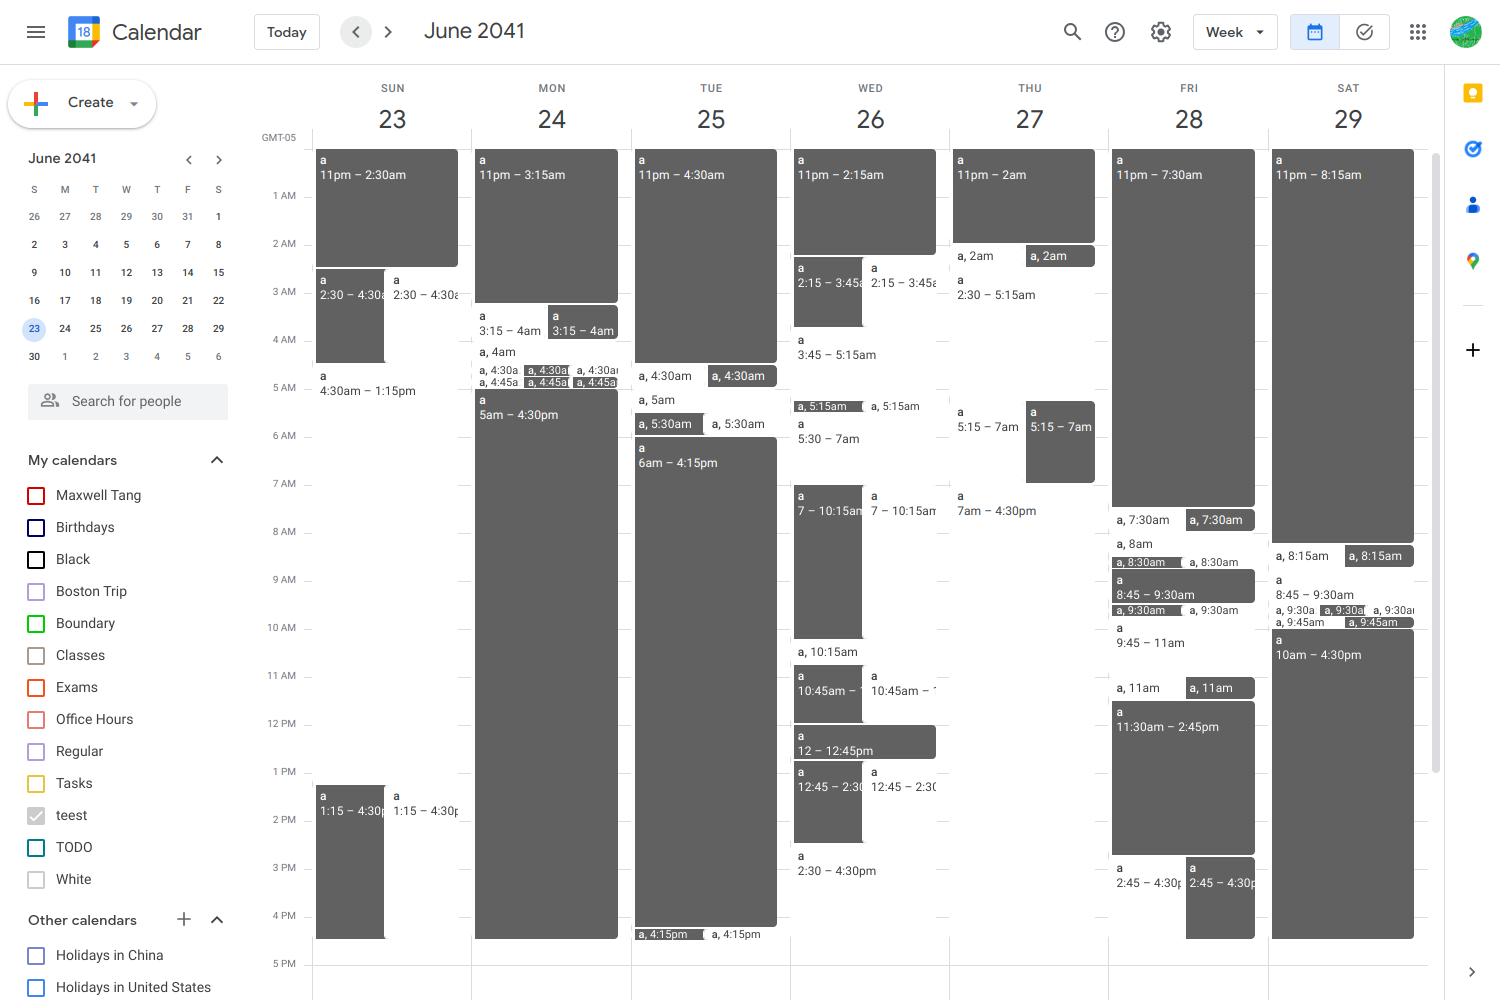 18 Calendar Today June 2041 Week
Create
June 2041
S M T W T F S
26 27 28 29 30 31 1
2 3 4 5 6 7 8
9 10 11 12 13 14 15
16 17 18 19 20 21 22
23 24 25 26 27 28 29
30 1 2 3 4 5 6
Search for people
My calendars
Maxwell Tang
Birthdays
Black
Boston Trip
Boundary
Classes
Exams
Office Hours
Regular
Tasks
teest
TODO
White
Other calendars
Holidays in China
Holidays in United States
GMT-05
1 AM
2 AM
3 AM
4 AM
5 AM
6 AM
7 AM
8 AM
9 AM
10 AM
11 AM
12 PM
1 PM
2 PM
3 PM
4 PM
5 PM
SUN
23
a
11pm – 2:30am
a
2:30 – 4:30a
a
2:30 – 4:30a
a
4:30am – 1:15pm
a
1:15 – 4:30p
a
1:15 – 4:30p
MON
24
a
11pm – 3:15am
a
3:15 – 4am
a
3:15 – 4am
a, 4am
a, 4:30a a, 4:30a a, 4:30a
a, 4:45a a, 4:45a a, 4:45a
a
5am – 4:30pm
TUE
25
a
11pm – 4:30am
a, 4:30am a, 4:30am
a, 5am
a, 5:30am a, 5:30am
a
6am – 4:15pm
a, 4:15pm a, 4:15pm
WED
26
a
11pm – 2:15am
a
2:15 – 3:45a
a
2:15 – 3:45a
a
3:45 – 5:15am
a, 5:15am a, 5:15am
a
5:30 – 7am
a
7 – 10:15am
a
7 – 10:15am
a, 10:15am
a
10:45am – 1
a
10:45am – 1
a
12 – 12:45pm
a
12:45 – 2:30
a
12:45 – 2:30
a
2:30 – 4:30pm
THU
27
a
11pm – 2am
a, 2am a, 2am
a
2:30 – 5:15am
a
5:15 – 7am
a
5:15 – 7am
a
7am – 4:30pm
FRI
28
a
11pm – 7:30am
a, 7:30am a, 7:30am
a, 8am
a, 8:30am a, 8:30am
a
8:45 – 9:30am
a, 9:30am a, 9:30am
a
9:45 – 11am
a, 11am a, 11am
a
11:30am – 2:45pm
a
2:45 – 4:30p
a
2:45 – 4:30p
SAT
29
a
11pm – 8:15am
a, 8:15am a, 8:15am
a
8:45 – 9:30am
a, 9:30a a, 9:30a a, 9:30a
a, 9:45am a, 9:45am
a
10am – 4:30pm